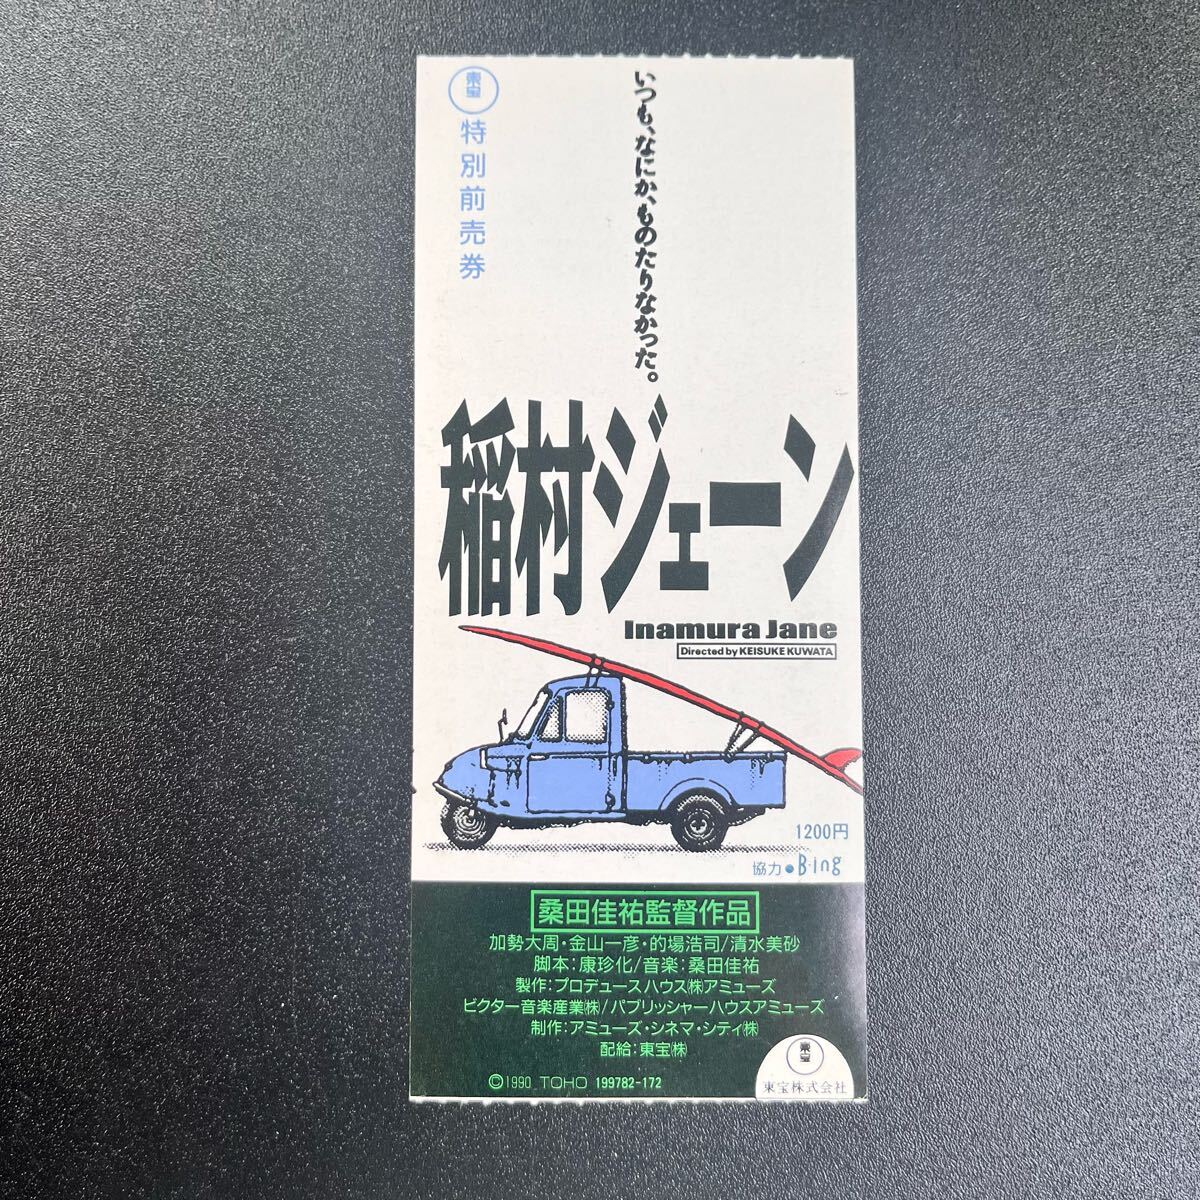 東宝
特別前売券
いつも、なにか、ものたりなかった。
稲村ジェーン
Inamura Jane
Directed by KEISUKE KUWATA
1200円
協力●B-ing
桑田佳祐監督作品
加勢大周・金山一彦・的場浩司/清水美砂
脚本:康珍化/音楽:桑田佳祐
製作:プロデュースハウス㈱アミューズ
ビクター音楽産業㈱/パブリッシャーハウスアミューズ
制作:アミューズ・シネマ・シティ㈱
配給:東宝㈱
©1990 TOHO 199782-172
東宝
東宝株式会社